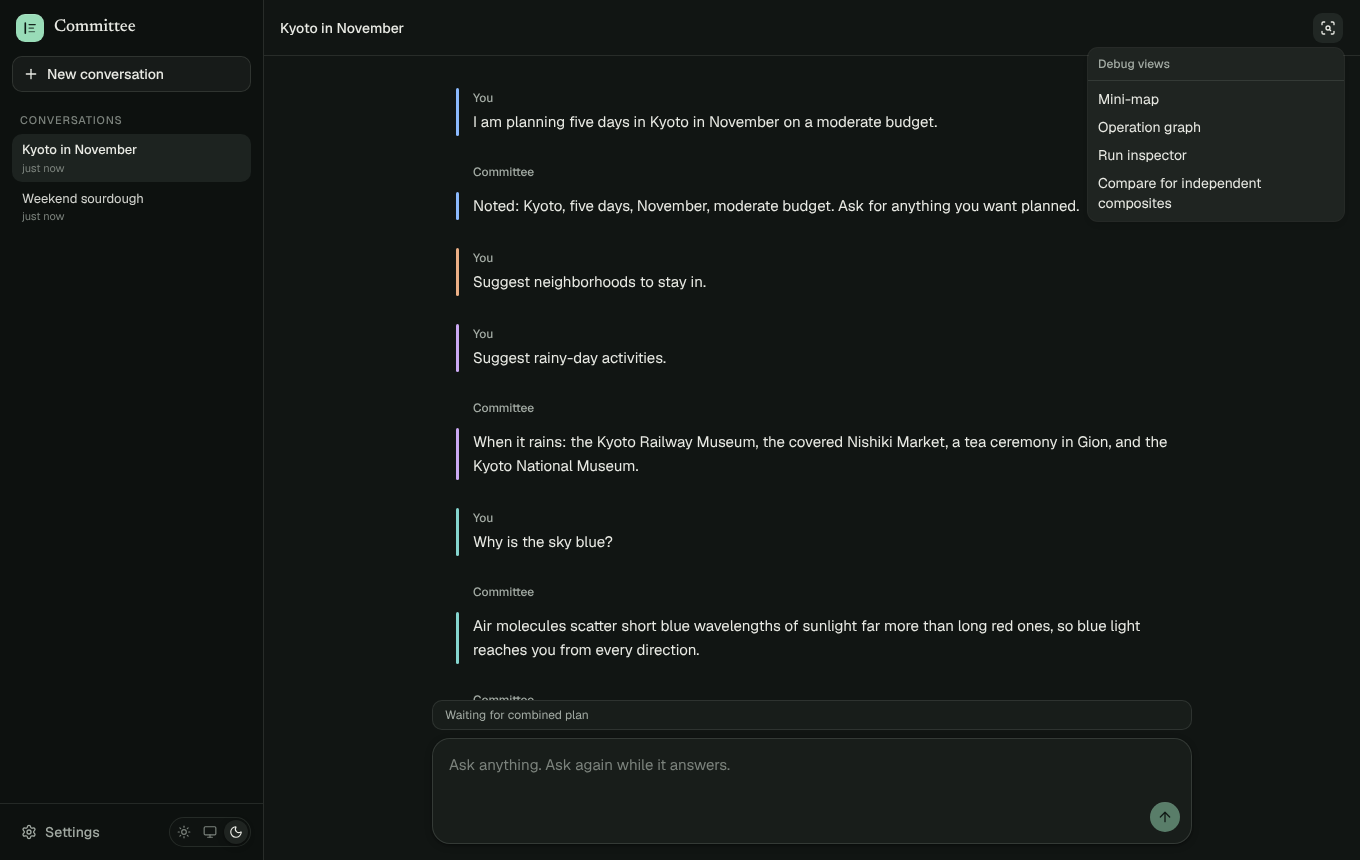 Committee
Kyoto in November
New conversation
Debug views
CONVERSATIONS
Kyoto in November
just now
Weekend sourdough
just now
Mini-map
Operation graph
Run inspector
Compare for independent
composites
You
I am planning five days in Kyoto in November on a moderate budget.
Committee
Noted: Kyoto, five days, November, moderate budget. Ask for anything you want planned.
You
Suggest neighborhoods to stay in.
You
Suggest rainy-day activities.
Committee
When it rains: the Kyoto Railway Museum, the covered Nishiki Market, a tea ceremony in Gion, and the
Kyoto National Museum.
You
Why is the sky blue?
Committee
Air molecules scatter short blue wavelengths of sunlight far more than long red ones, so blue light
reaches you from every direction.
Committee
Waiting for combined plan
Ask anything. Ask again while it answers.
Settings